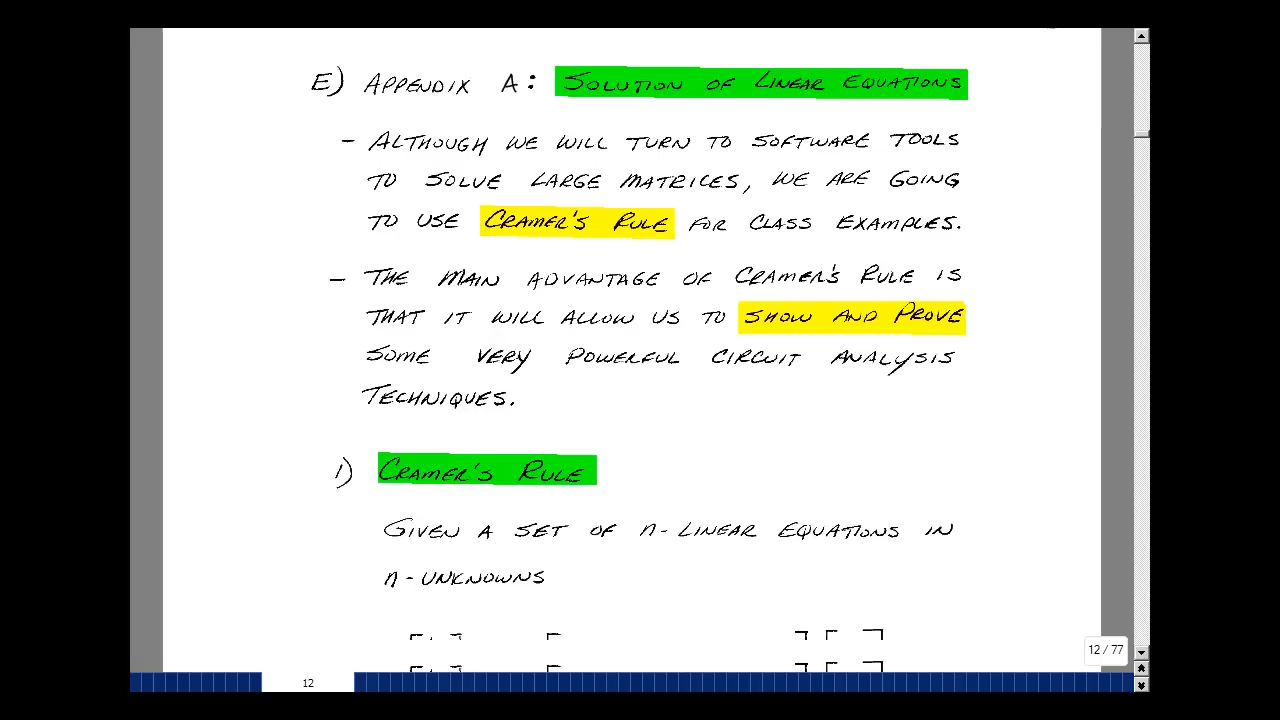 E) APPENDIX A: SOLUTION OF LINEAR EQUATIONS
- ALTHOUGH WE WILL TURN TO SOFTWARE TOOLS
TO SOLVE LARGE MATRICES, WE ARE GOING
TO USE CRAMER'S RULE FOR CLASS EXAMPLES.
- THE MAIN ADVANTAGE OF CRAMER'S RULE IS
THAT IT WILL ALLOW US TO SHOW AND PROVE
SOME VERY POWERFUL CIRCUIT ANALYSIS
TECHNIQUES.
1) CRAMER'S RULE
GIVEN A SET OF n-LINEAR EQUATIONS IN
n-UNKNOWNS
12 / 77
12